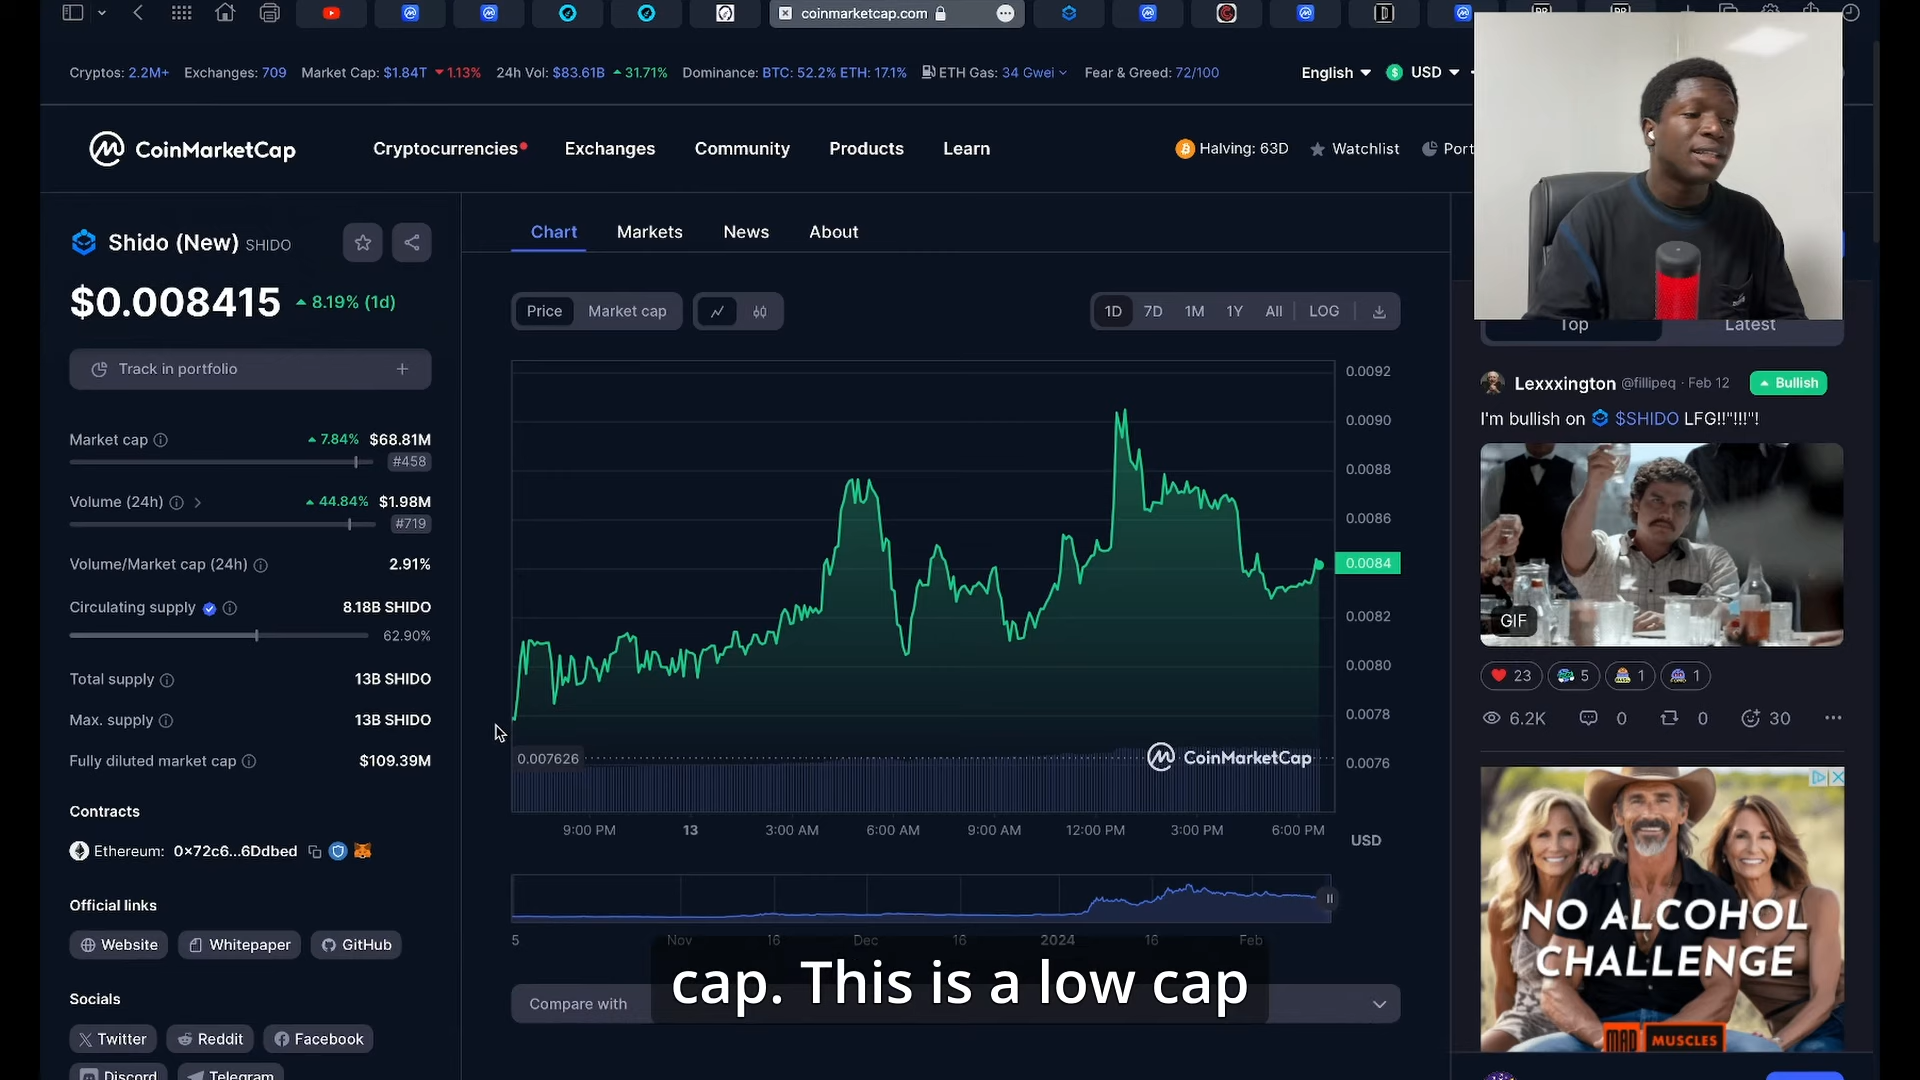 coinmarketcap.com
Cryptos: 2.2M+ Exchanges: 709 Market Cap: $1.84T 1.13% 24h Vol: $83.61B 31.71% Dominance: BTC: 52.2% ETH: 17.1% ETH Gas: 34 Gwei Fear & Greed: 72/100
English USD
CoinMarketCap Cryptocurrencies Exchanges Community Products Learn Halving: 63D Watchlist Port
Shido (New) SHIDO
$0.008415 8.19% (1d)
Track in portfolio +
Market cap 7.84% $68.81M
#458
Volume (24h) 44.84% $1.98M
#719
Volume/Market cap (24h) 2.91%
Circulating supply 8.18B SHIDO
62.90%
Total supply 13B SHIDO
Max. supply 13B SHIDO
Fully diluted market cap $109.39M
Contracts
Ethereum: 0x72c6...6Ddbed
Official links
Website Whitepaper GitHub
Socials
Twitter Reddit Facebook
Discord Telegram
Chart Markets News About
Price Market cap 1D 7D 1M 1Y All LOG
0.0092
0.0090
0.0088
0.0086
0.0084
0.0082
0.0080
0.0078
0.0076
0.007626
CoinMarketCap
9:00 PM 13 3:00 AM 6:00 AM 9:00 AM 12:00 PM 3:00 PM 6:00 PM
USD
5 Nov 16 Dec 16 2024 16 Feb
Compare with
cap. This is a low cap
Top Latest
Lexxxington @fillipeq · Feb 12 Bullish
I'm bullish on $SHIDO LFG!!"!!!"!
GIF
23 5 1 1
6.2K 0 0 30
NO ALCOHOL
CHALLENGE
MAD MUSCLES